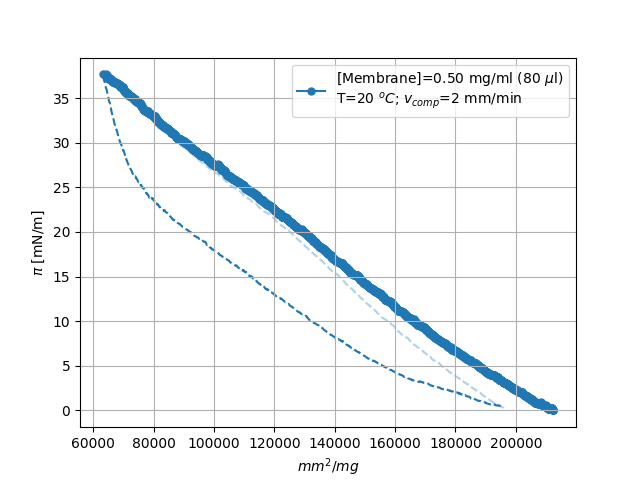 [Membrane]=0.50 mg/ml (80 μl)
T=20 °C; v_comp=2 mm/min
35
30
25
20
15
10
5
0
π [mN/m]
60000 80000 100000 120000 140000 160000 180000 200000
mm²/mg